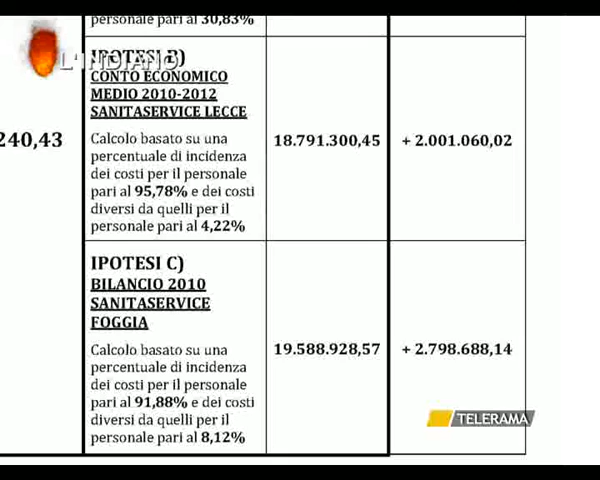 personale pari al 30,83%
L'INDIANO
IPOTESI B)
CONTO ECONOMICO
MEDIO 2010-2012
SANITASERVICE LECCE
240,43
Calcolo basato su una
percentuale di incidenza
dei costi per il personale
pari al 95,78% e dei costi
diversi da quelli per il
personale pari al 4,22%
18.791.300,45
+ 2.001.060,02
IPOTESI C)
BILANCIO 2010
SANITASERVICE
FOGGIA
Calcolo basato su una
percentuale di incidenza
dei costi per il personale
pari al 91,88% e dei costi
diversi da quelli per il
personale pari al 8,12%
19.588.928,57
+ 2.798.688,14
TELERAMA